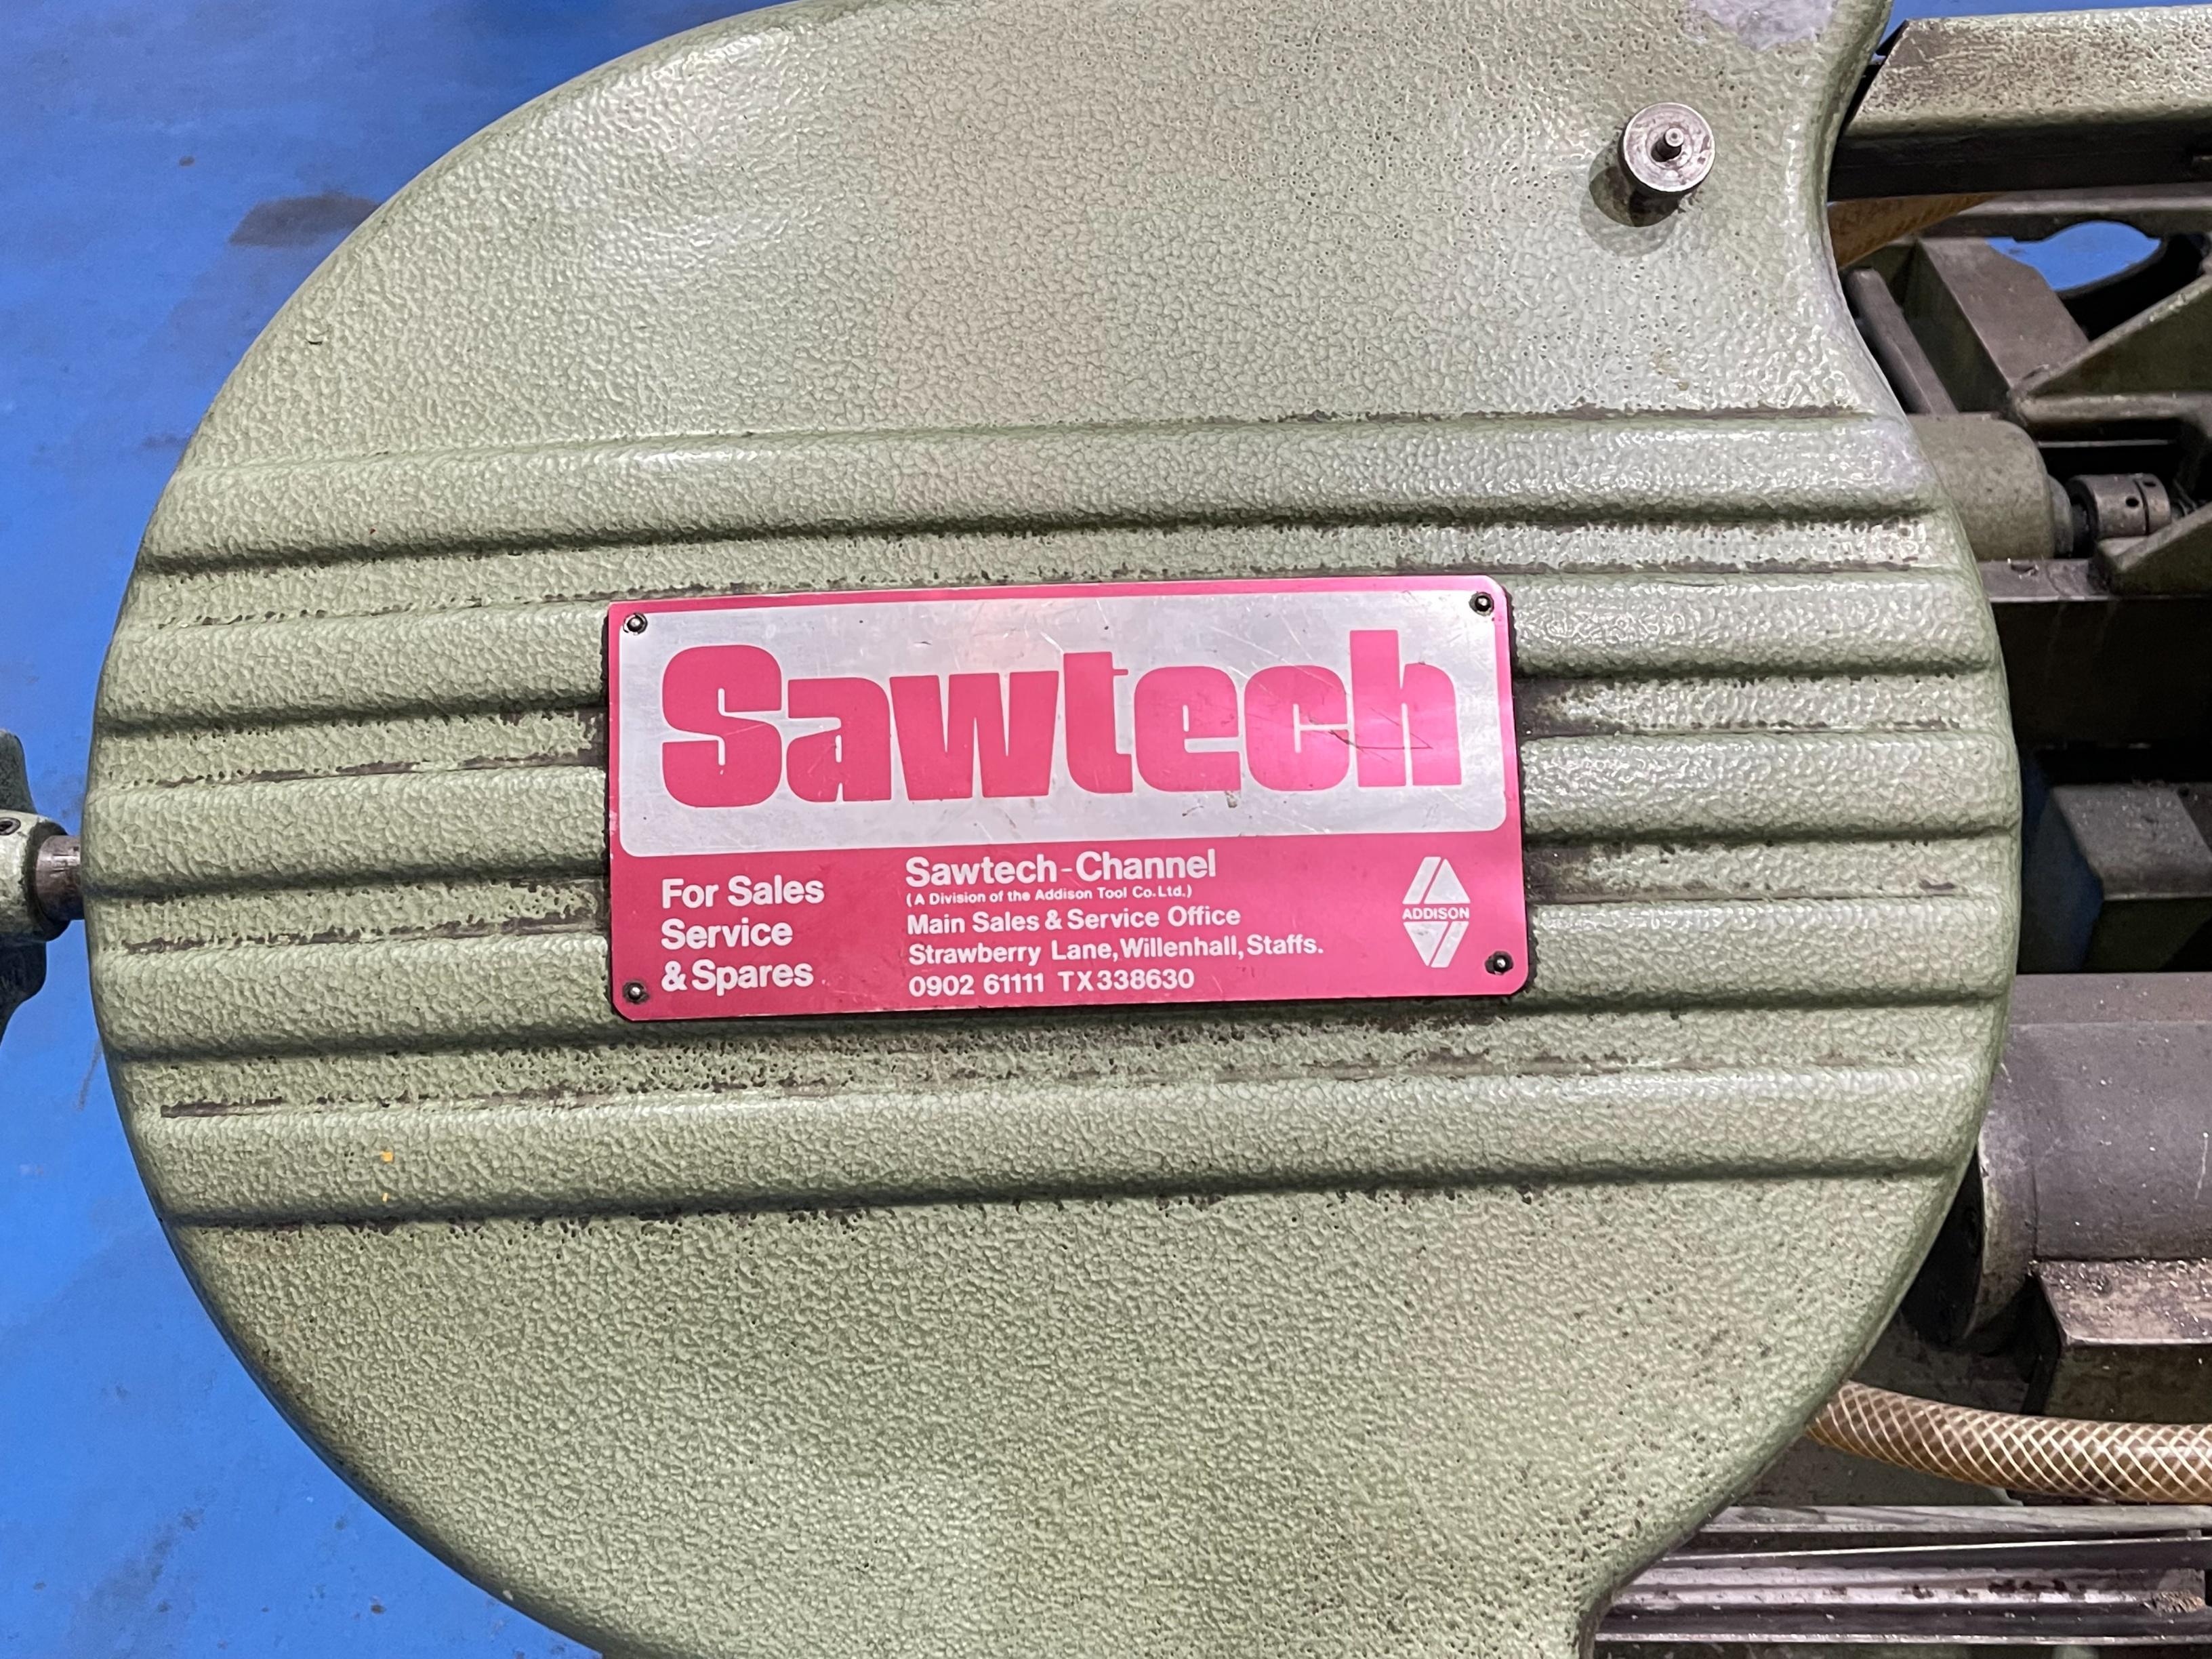 Sawtech
For Sales
Service
& Spares
Sawtech-Channel
(A Division of the Addison Tool Co. Ltd.)
Main Sales & Service Office
Strawberry Lane, Willenhall, Staffs.
0902 61111 TX338630
ADDISON